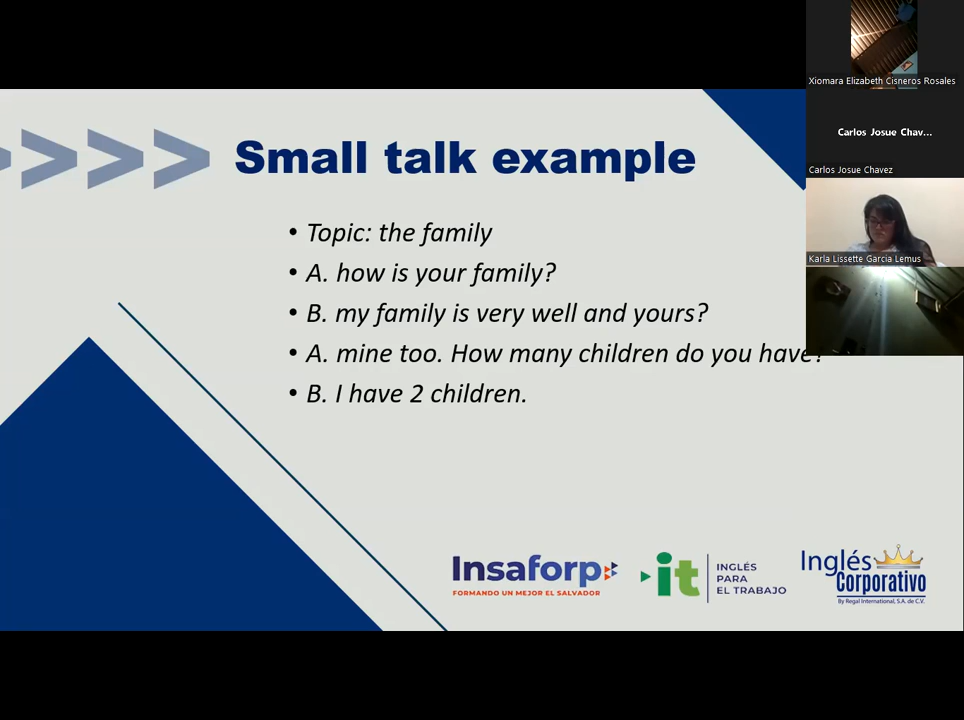 Xiomara Elizabeth Cisneros Rosales
Carlos Josue Chav...
Carlos Josue Chavez
Karla Lissette Garcia Lemus
Small talk example
• Topic: the family
• A. how is your family?
• B. my family is very well and yours?
• A. mine too. How many children do you have?
• B. I have 2 children.
Insaforp
FORMANDO UN MEJOR EL SALVADOR
it
INGLÉS
PARA
EL TRABAJO
Inglés
Corporativo
By Regal International, S.A. de C.V.